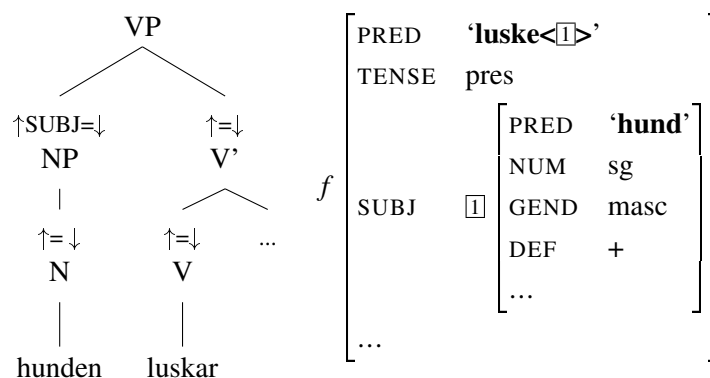 VP
↑SUBJ=↓ ↑=↓
NP V’
↑= ↓ ↑=↓ ...
N V
hunden luskar
f
PRED ‘luske<1>’
TENSE pres
SUBJ 1
PRED ‘hund’
NUM sg
GEND masc
DEF +
...
...